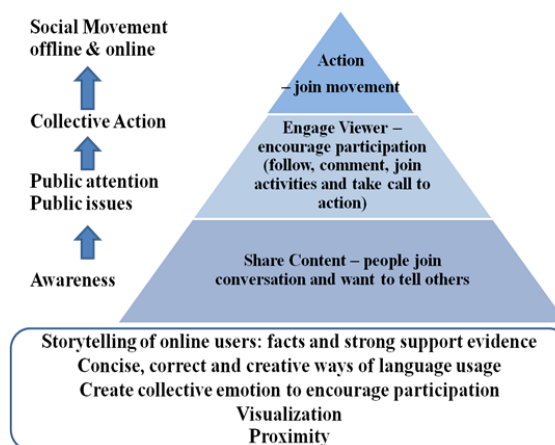 Social Movement
offline & online
Collective Action
Public attention
Public issues
Awareness
Action
– join movement
Engage Viewer –
encourage participation
(follow, comment, join
activities and take call to
action)
Share Content – people join
conversation and want to tell others
Storytelling of online users: facts and strong support evidence
Concise, correct and creative ways of language usage
Create collective emotion to encourage participation
Visualization
Proximity